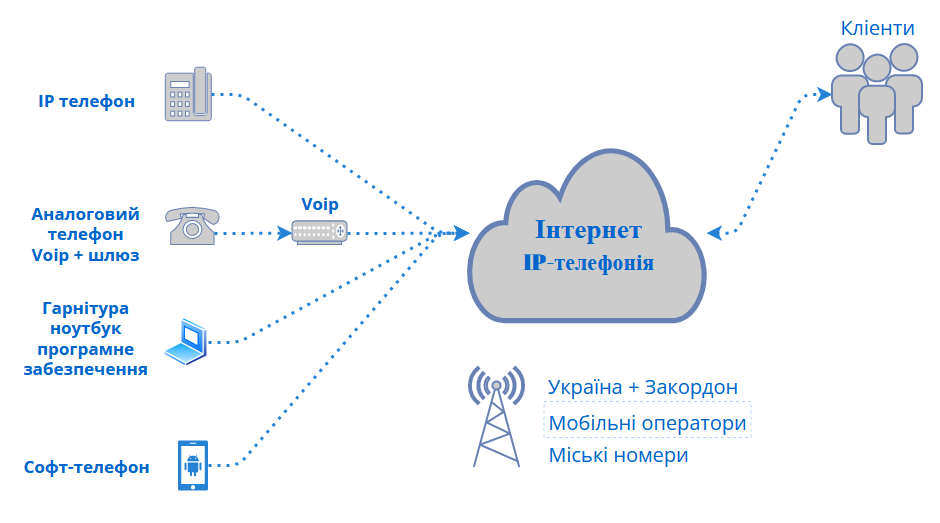 Кліенти
IP телефон
Аналоговий
телефон
Voip + шлюз
Voip
Інтернет
IP-телефонія
Гарнітура
ноутбук
програмне
забезпечення
Україна + Закордон
Мобільні оператори
Міські номери
Софт-телефон